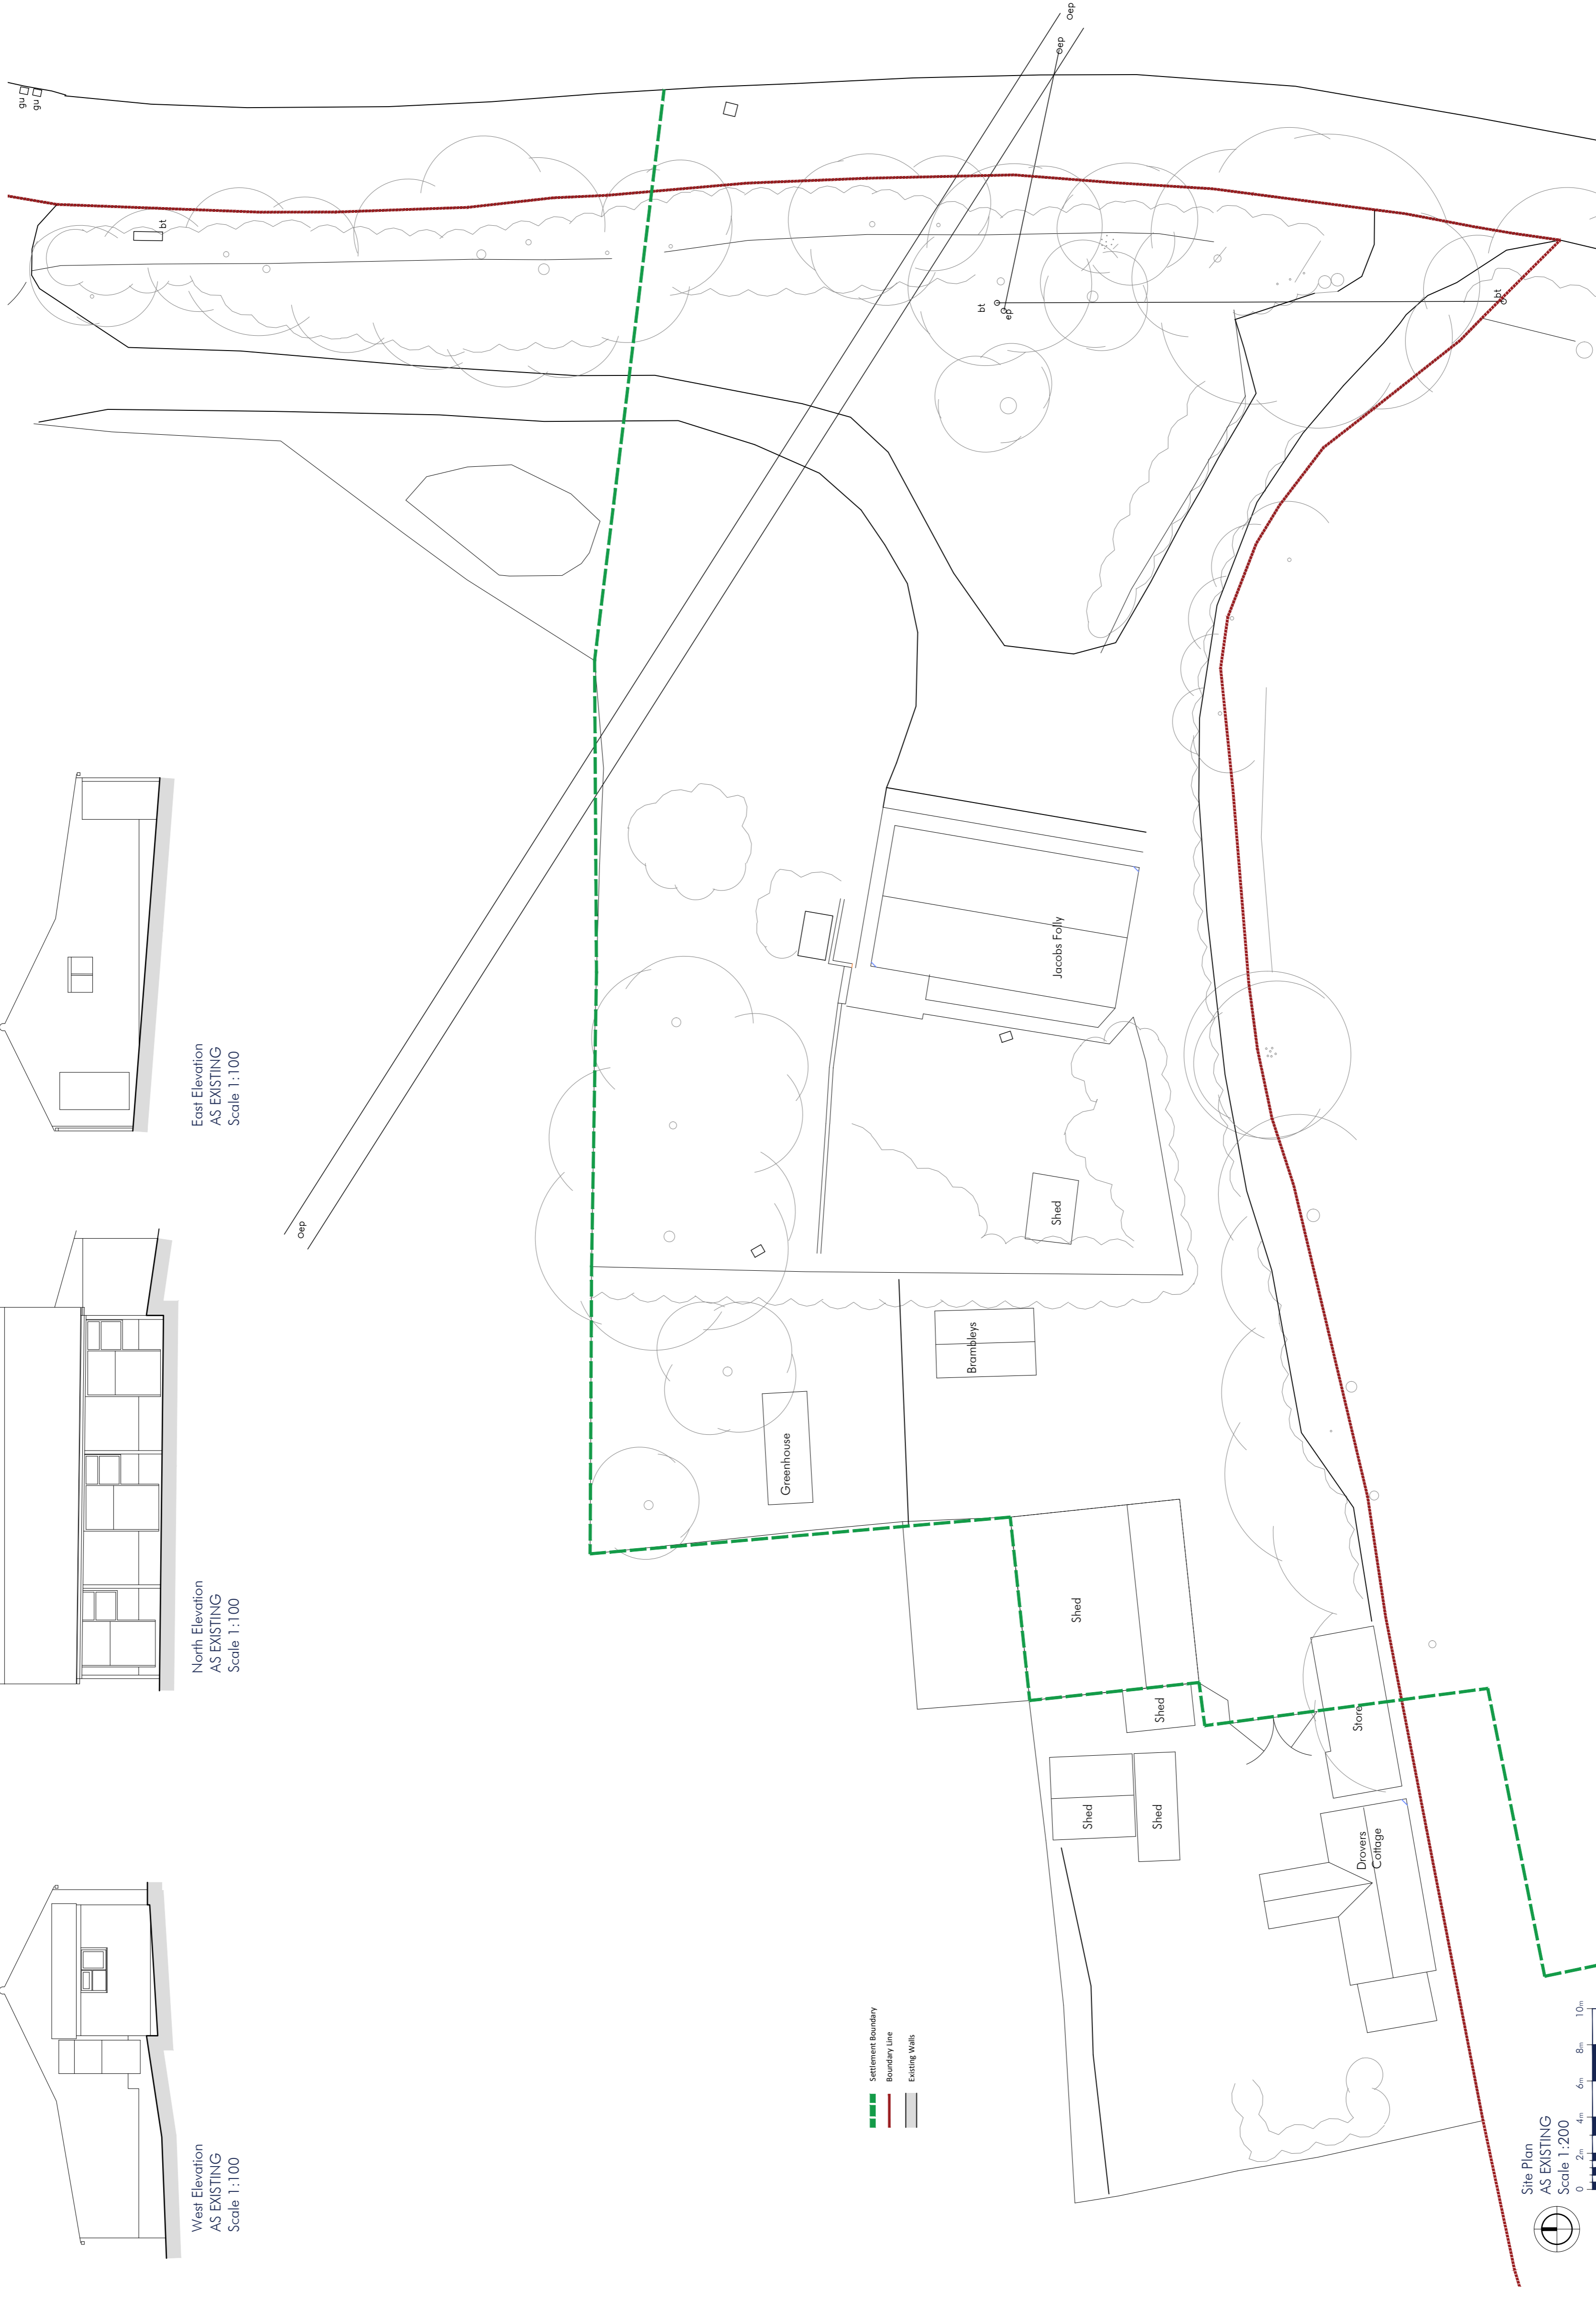 West Elevation
AS EXISTING
Scale 1:100
North Elevation
AS EXISTING
Scale 1:100
East Elevation
AS EXISTING
Scale 1:100
gu
gu
bt
ep
ep
ep
bt
ep
bt
Jacobs Folly
Shed
Brambleys
Greenhouse
Shed
Shed
Shed
Shed
Store
Drovers
Cottage
Settlement Boundary
Boundary Line
Existing Walls
Site Plan
AS EXISTING
Scale 1:200
0 2m 4m 6m 8m 10m